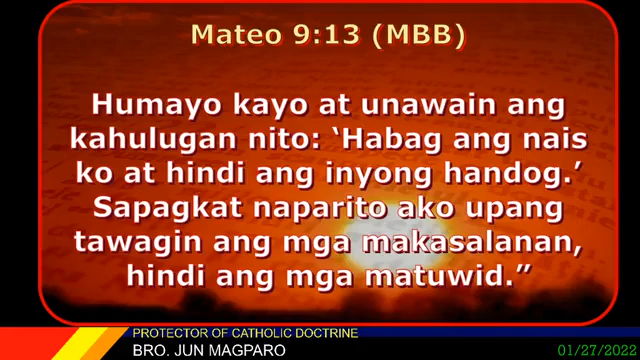 Mateo 9:13 (MBB)
Humayo kayo at unawain ang
kahulugan nito: ‘Habag ang nais
ko at hindi ang inyong handog.’
Sapagkat naparito ako upang
tawagin ang mga makasalanan,
hindi ang mga matuwid.”
PROTECTOR OF CATHOLIC DOCTRINE
BRO. JUN MAGPARO
01/27/2022